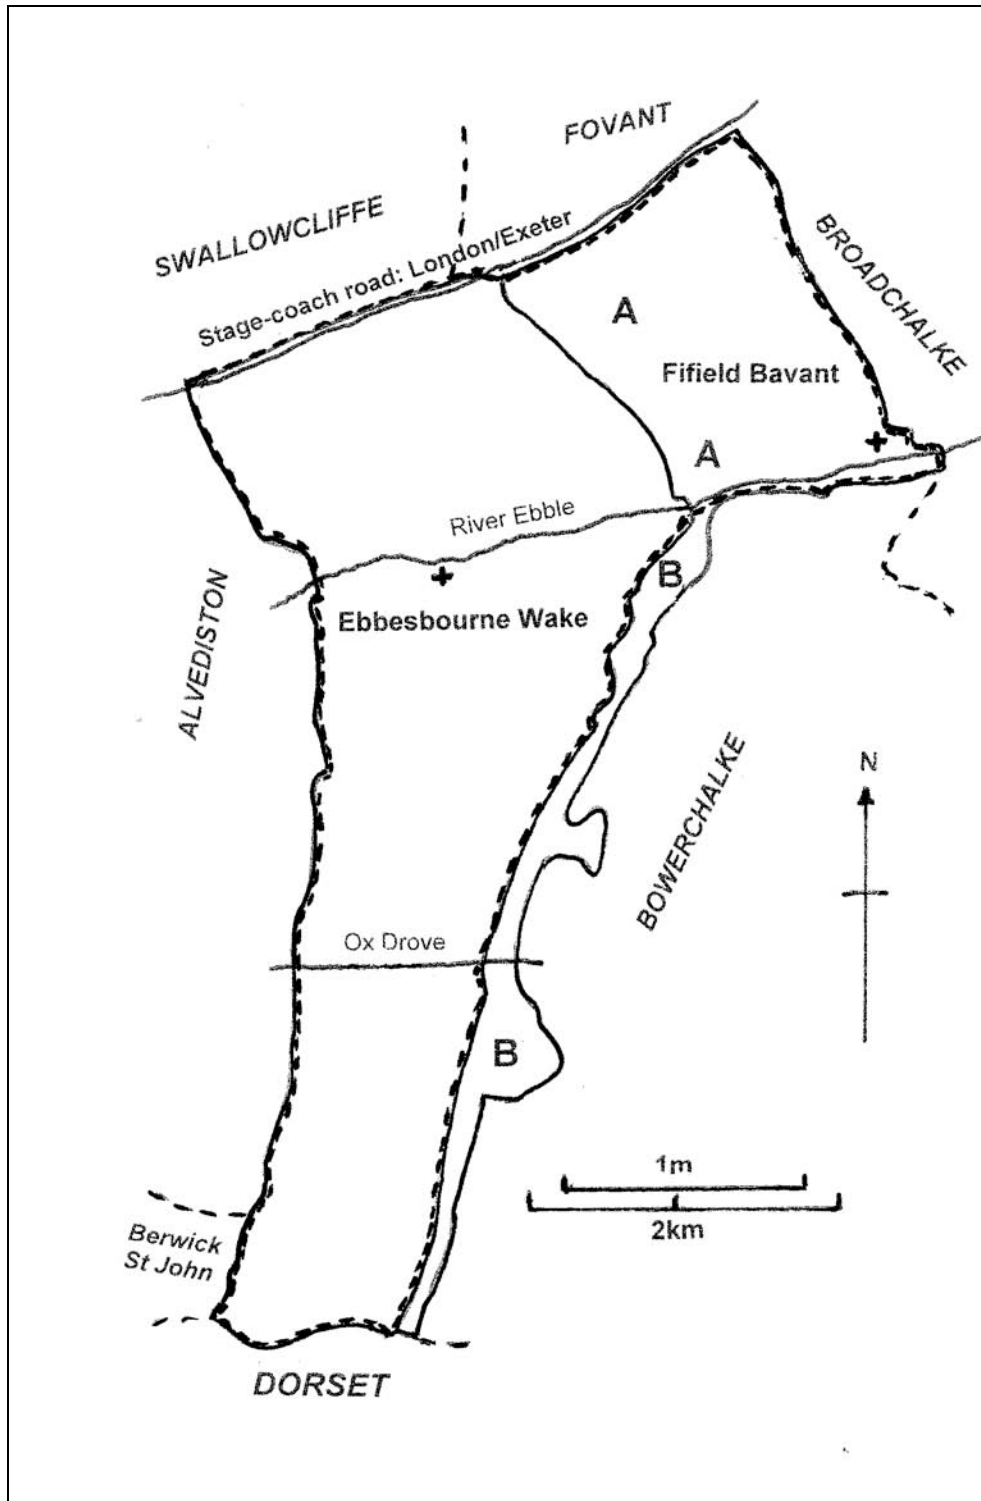 FOVANT
SWALLOWCLIFFE
Stage-coach road: London/Exeter
BROADCHALKE
A
Fifield Bavant
A
River Ebble
B
Ebbesbourne Wake
ALVEDISTON
BOWERCHALKE
N
Ox Drove
B
1m
2km
Berwick
St John
DORSET